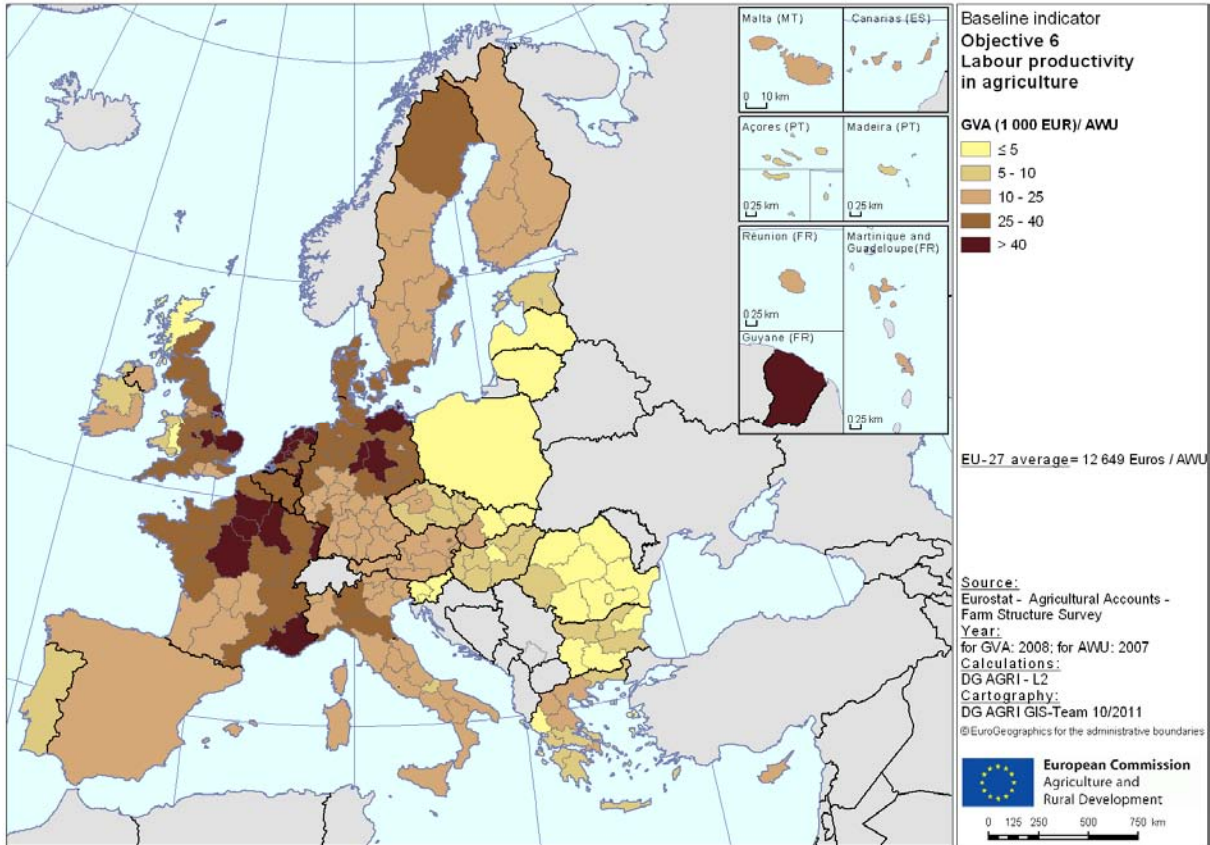 Malta (MT)
0 10 km
Canarias (ES)
Açores (PT)
0 25 km
Madeira (PT)
0 25 km
Réunion (FR)
0 25 km
Martinique and
Guadeloupe (FR)
0 25 km
Guyane (FR)
Baseline indicator
Objective 6
Labour productivity
in agriculture
GVA (1 000 EUR)/ AWU
≤ 5
5 - 10
10 - 25
25 - 40
> 40
EU-27 average= 12 649 Euros / AWU
Source:
Eurostat - Agricultural Accounts -
Farm Structure Survey
Year:
for GVA: 2008; for AWU: 2007
Calculations:
DG AGRI - L2
Cartography:
DG AGRI GIS-Team 10/2011
© EuroGeographics for the administrative boundaries
European Commission
Agriculture and
Rural Development
0 125 250 500 750 km